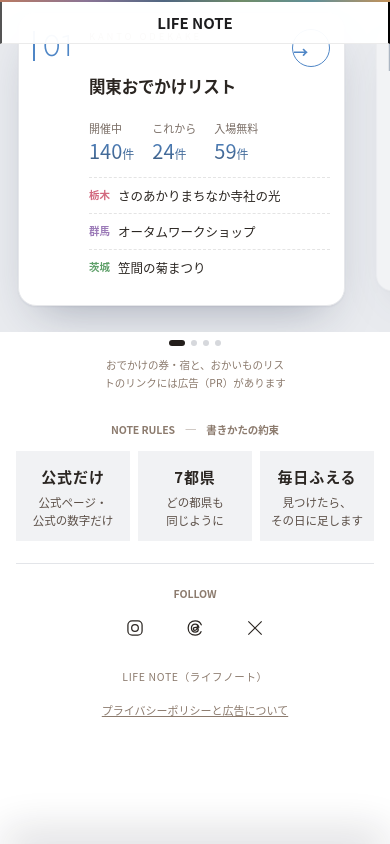 LIFE NOTE
01
→
関東おでかけリスト
開催中 これから 入場無料
140件 24件 59件
栃木 さのあかりまちなか寺社の光
群馬 オータムワークショップ
茨城 笠間の菊まつり
おでかけの券・宿と、おかいものリス
トのリンクには広告（PR）があります
NOTE RULES — 書きかたの約束
公式だけ
公式ページ・
公式の数字だけ
7都県
どの都県も
同じように
毎日ふえる
見つけたら、
その日に足します
FOLLOW
LIFE NOTE（ライフノート）
プライバシーポリシーと広告について